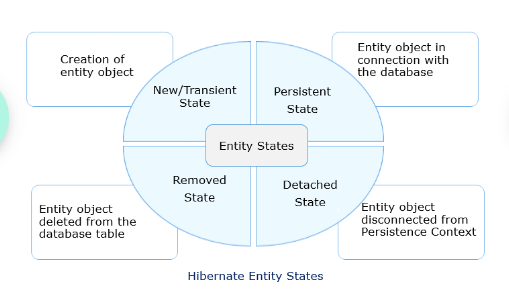 Creation of
entity object
Entity object in
connection with
the database
New/Transient
State
Persistent
State
Entity States
Removed
State
Detached
State
Entity object
deleted from the
database table
Entity object
disconnected from
Persistence Context
Hibernate Entity States